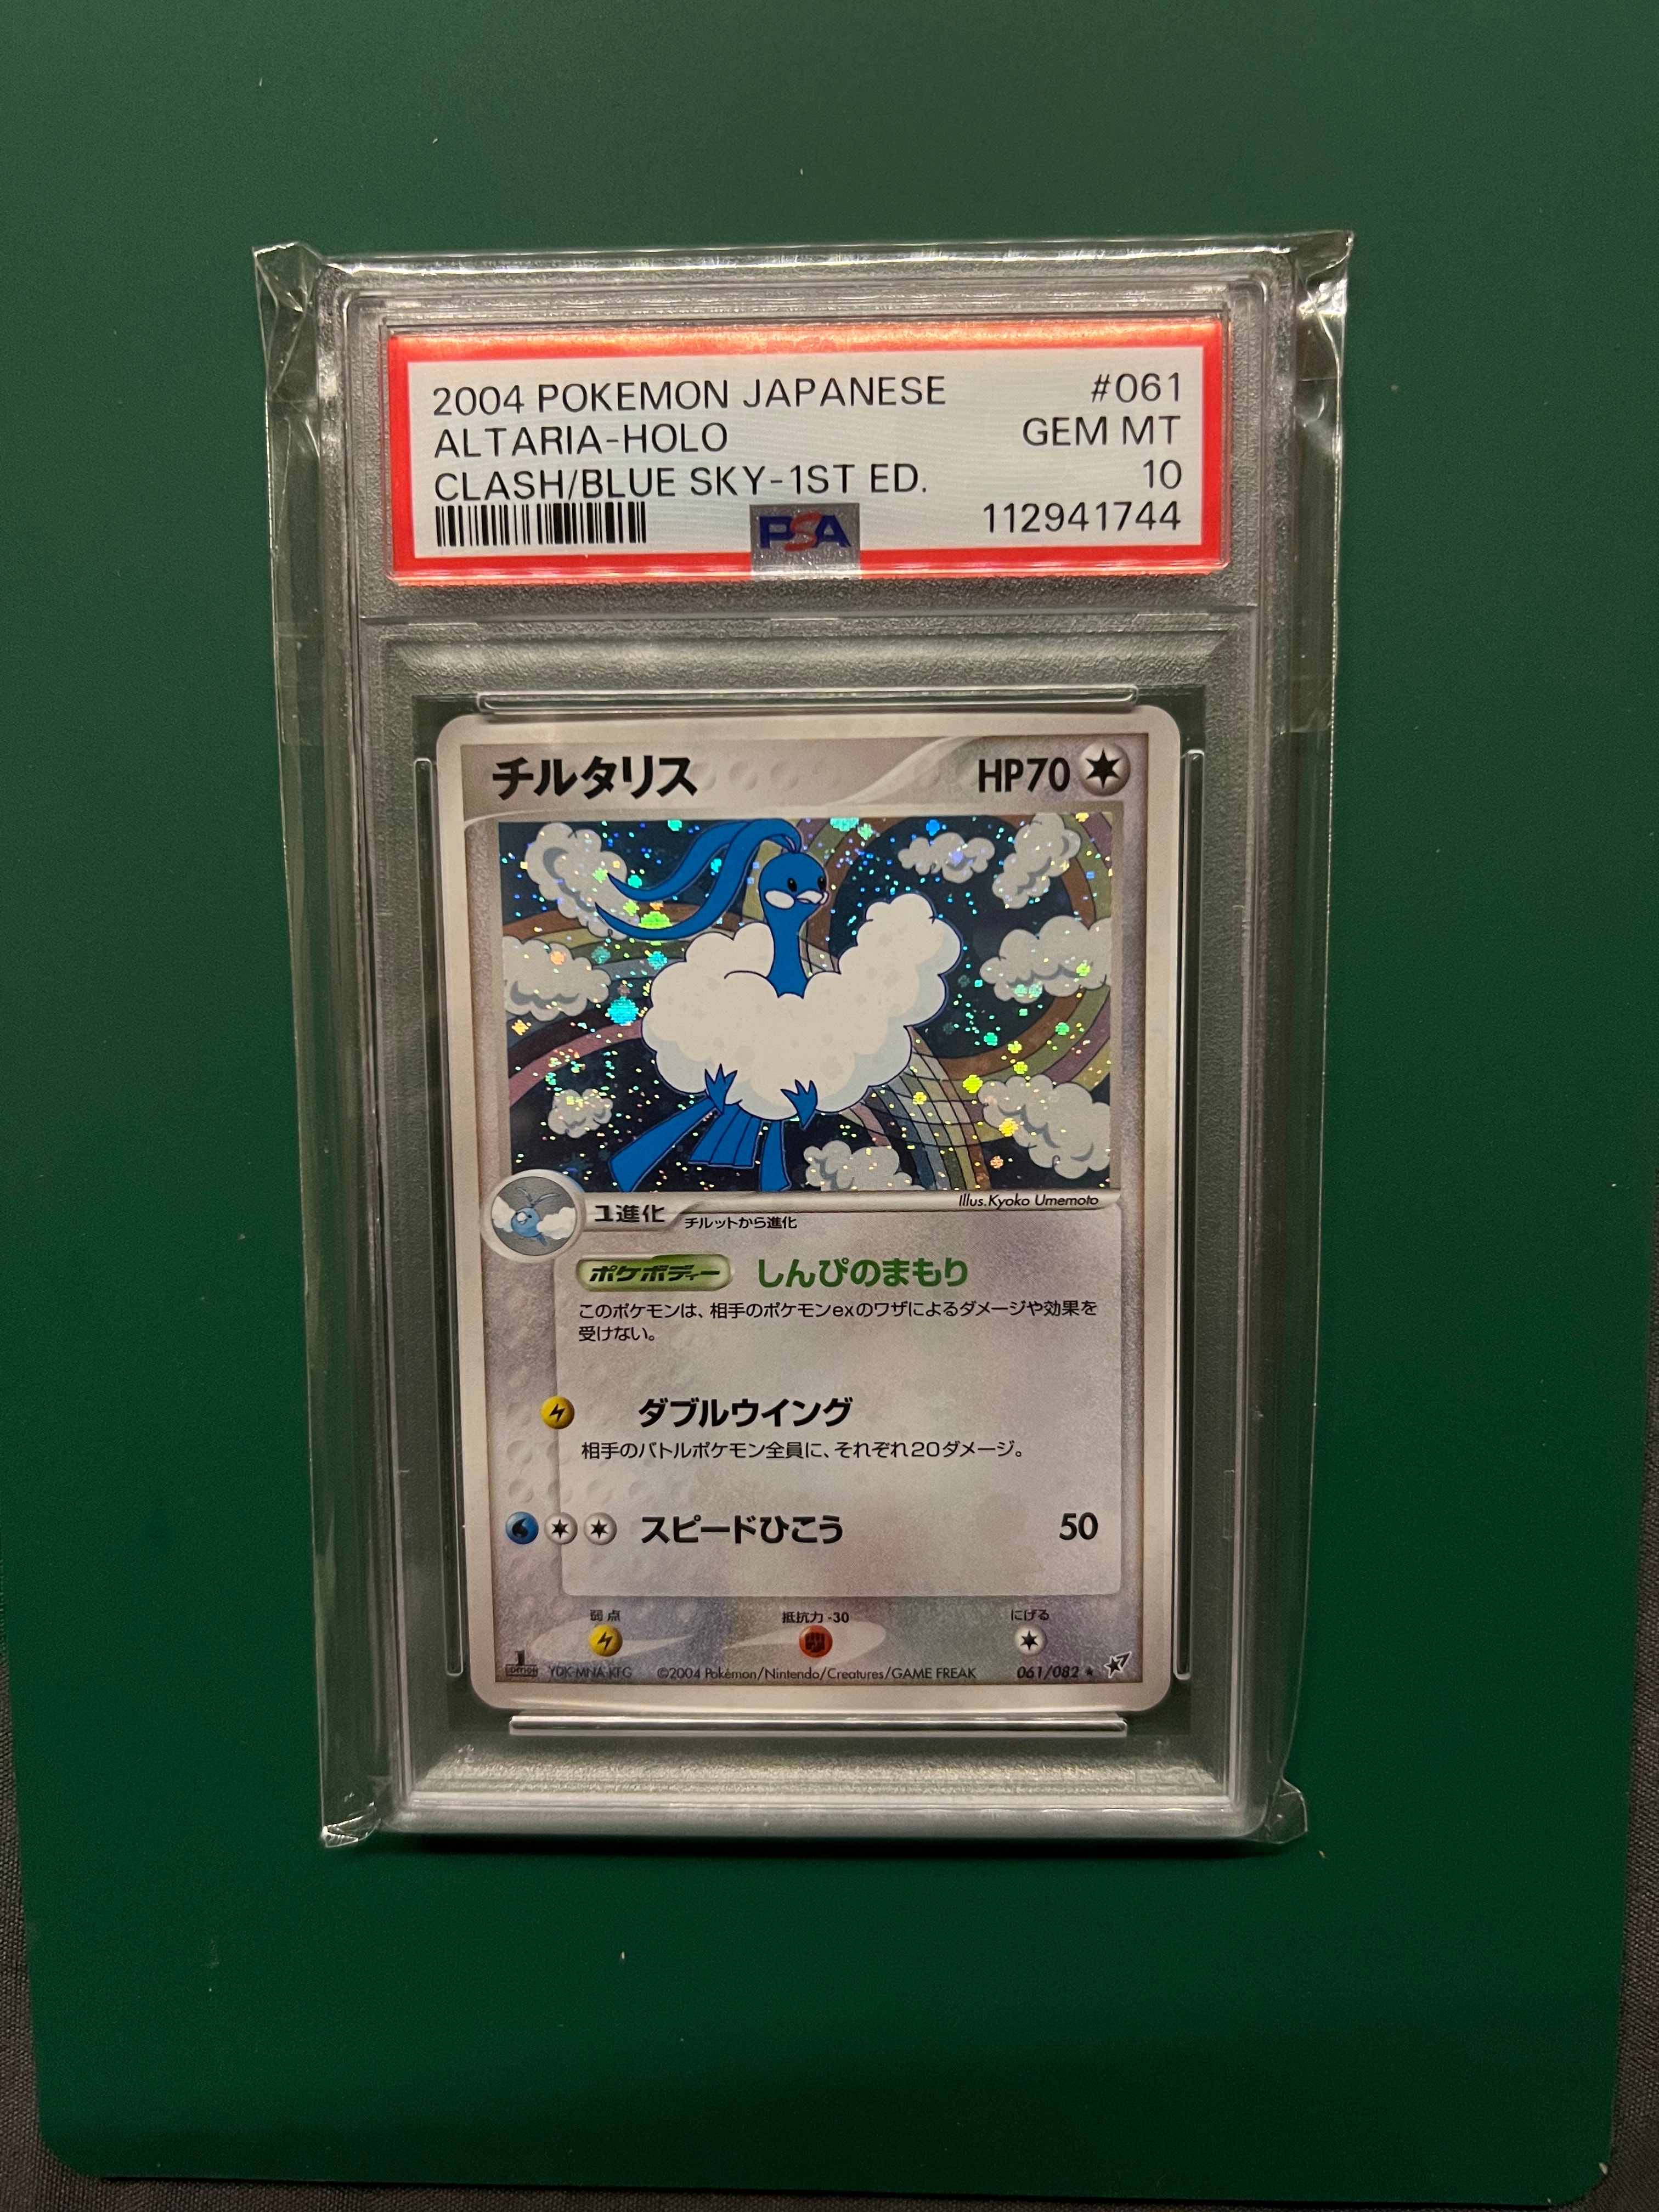 2004 POKEMON JAPANESE #061
ALTARIA-HOLO GEM MT
CLASH/BLUE SKY-1ST ED. 10
PSA 112941744
チルタリス HP70
Illus.Kyoko Umemoto
1進化 チルットから進化
ポケボディー しんぴのまもり
このポケモンは、相手のポケモンexのワザによるダメージや効果を
受けない。
ダブルウイング
相手のバトルポケモン全員に、それぞれ20ダメージ。
スピードひこう 50
弱点 抵抗力 -30 にげる
1 EDITION YDK-MNA-KFG ©2004 Pokémon/Nintendo/Creatures/GAME FREAK 061/082 ★